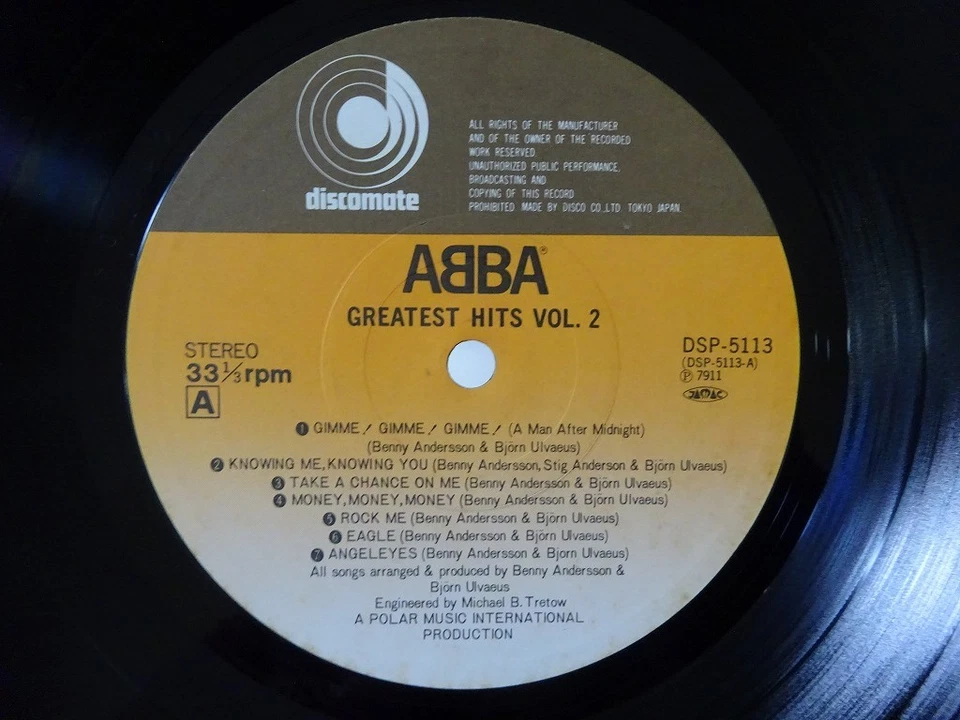 discomate
ALL RIGHTS OF THE MANUFACTURER
AND OF THE OWNER OF THE RECORDED
WORK RESERVED
UNAUTHORIZED PUBLIC PERFORMANCE,
BROADCASTING AND
COPYING OF THIS RECORD
PROHIBITED. MADE BY DISCO CO.,LTD. TOKYO JAPAN.
ABBA®
GREATEST HITS VOL. 2
STEREO
33 1/3 rpm
A
DSP-5113
(DSP-5113-A)
Ⓟ 7911
JASRAC
❶ GIMME! GIMME! GIMME! (A Man After Midnight)
(Benny Andersson & Björn Ulvaeus)
❷ KNOWING ME, KNOWING YOU (Benny Andersson, Stig Anderson & Björn Ulvaeus)
❸ TAKE A CHANCE ON ME (Benny Andersson & Björn Ulvaeus)
❹ MONEY, MONEY, MONEY (Benny Andersson & Björn Ulvaeus)
❺ ROCK ME (Benny Andersson & Björn Ulvaeus)
❻ EAGLE (Benny Andersson & Björn Ulvaeus)
❼ ANGELEYES (Benny Andersson & Bjorn Ulvaeus)
All songs arranged & produced by Benny Andersson &
Björn Ulvaeus
Engineered by Michael B. Tretow
A POLAR MUSIC INTERNATIONAL
PRODUCTION